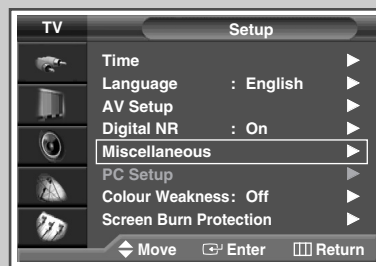 TV Setup
Time
Language : English
AV Setup
Digital NR : On
Miscellaneous
PC Setup
Colour Weakness: Off
Screen Burn Protection
Move Enter Return